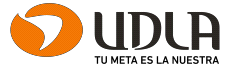 UDLA
TU META ES LA NUESTRA